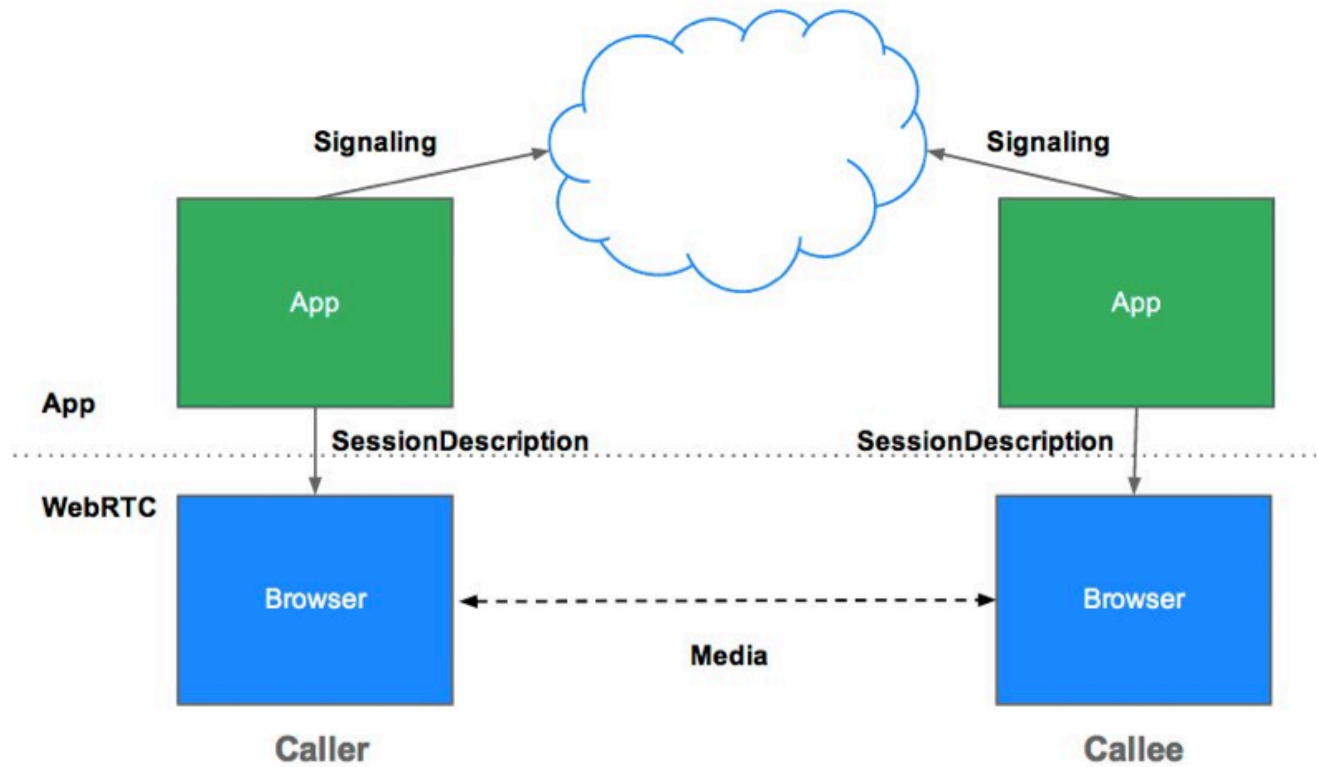 Signaling
Signaling
App
App
App
SessionDescription
SessionDescription
WebRTC
Browser
Browser
Media
Caller
Callee